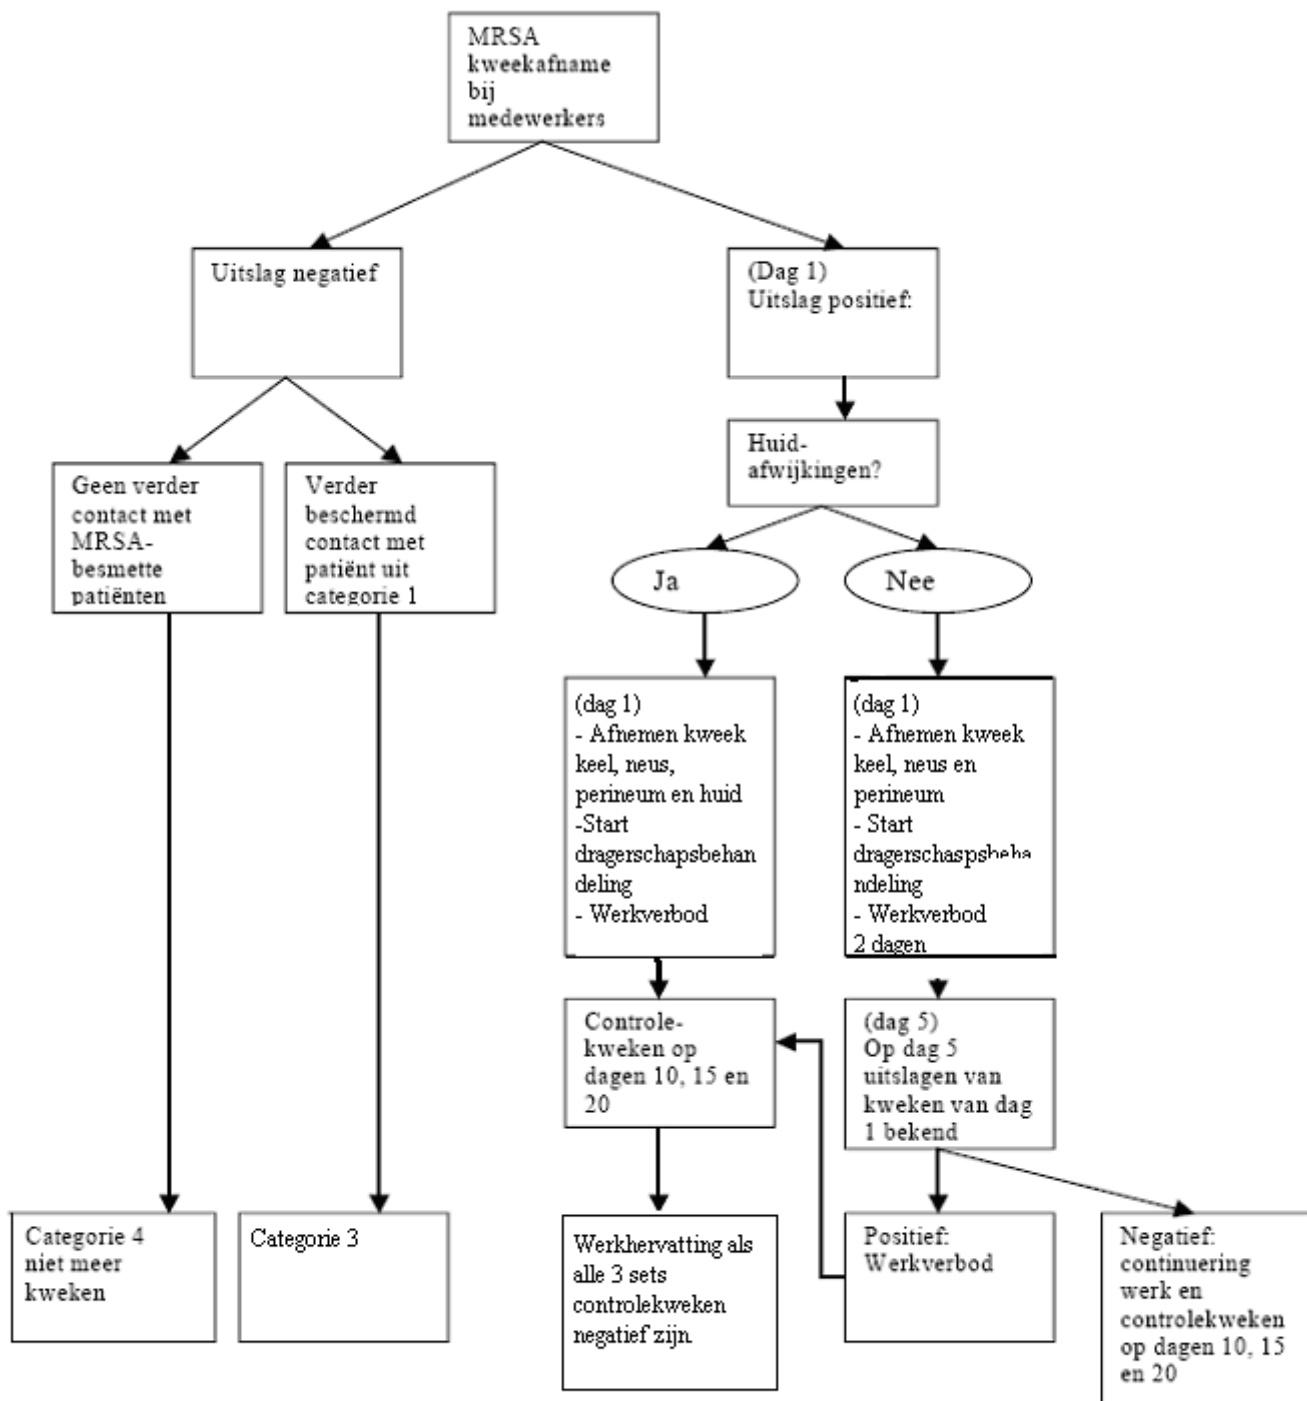 MRSA
kweekafname
bij
medewerkers
Uitslag negatief
(Dag 1)
Uitslag positief:
Huid-
afwijkingen?
Geen verder
contact met
MRSA-
besmette
patiënten
Verder
beschermd
contact met
patiënt uit
categorie 1
Ja
Nee
(dag 1)
- Afnemen kweek
keel, neus,
perineum en huid
-Start
dragerschapsbehan
deling
- Werkverbod
(dag 1)
- Afnemen kweek
keel, neus en
perineum
- Start
dragerschaspsbeha
ndeling
- Werkverbod
2 dagen
Controle-
kweken op
dagen 10, 15 en
20
(dag 5)
Op dag 5
uitslagen van
kweken van dag
1 bekend
Categorie 4
niet meer
kweken
Categorie 3
Werkhervatting als
alle 3 sets
controlekweken
negatief zijn.
Positief:
Werkverbod
Negatief:
continuering
werk en
controlekweken
op dagen 10, 15
en 20